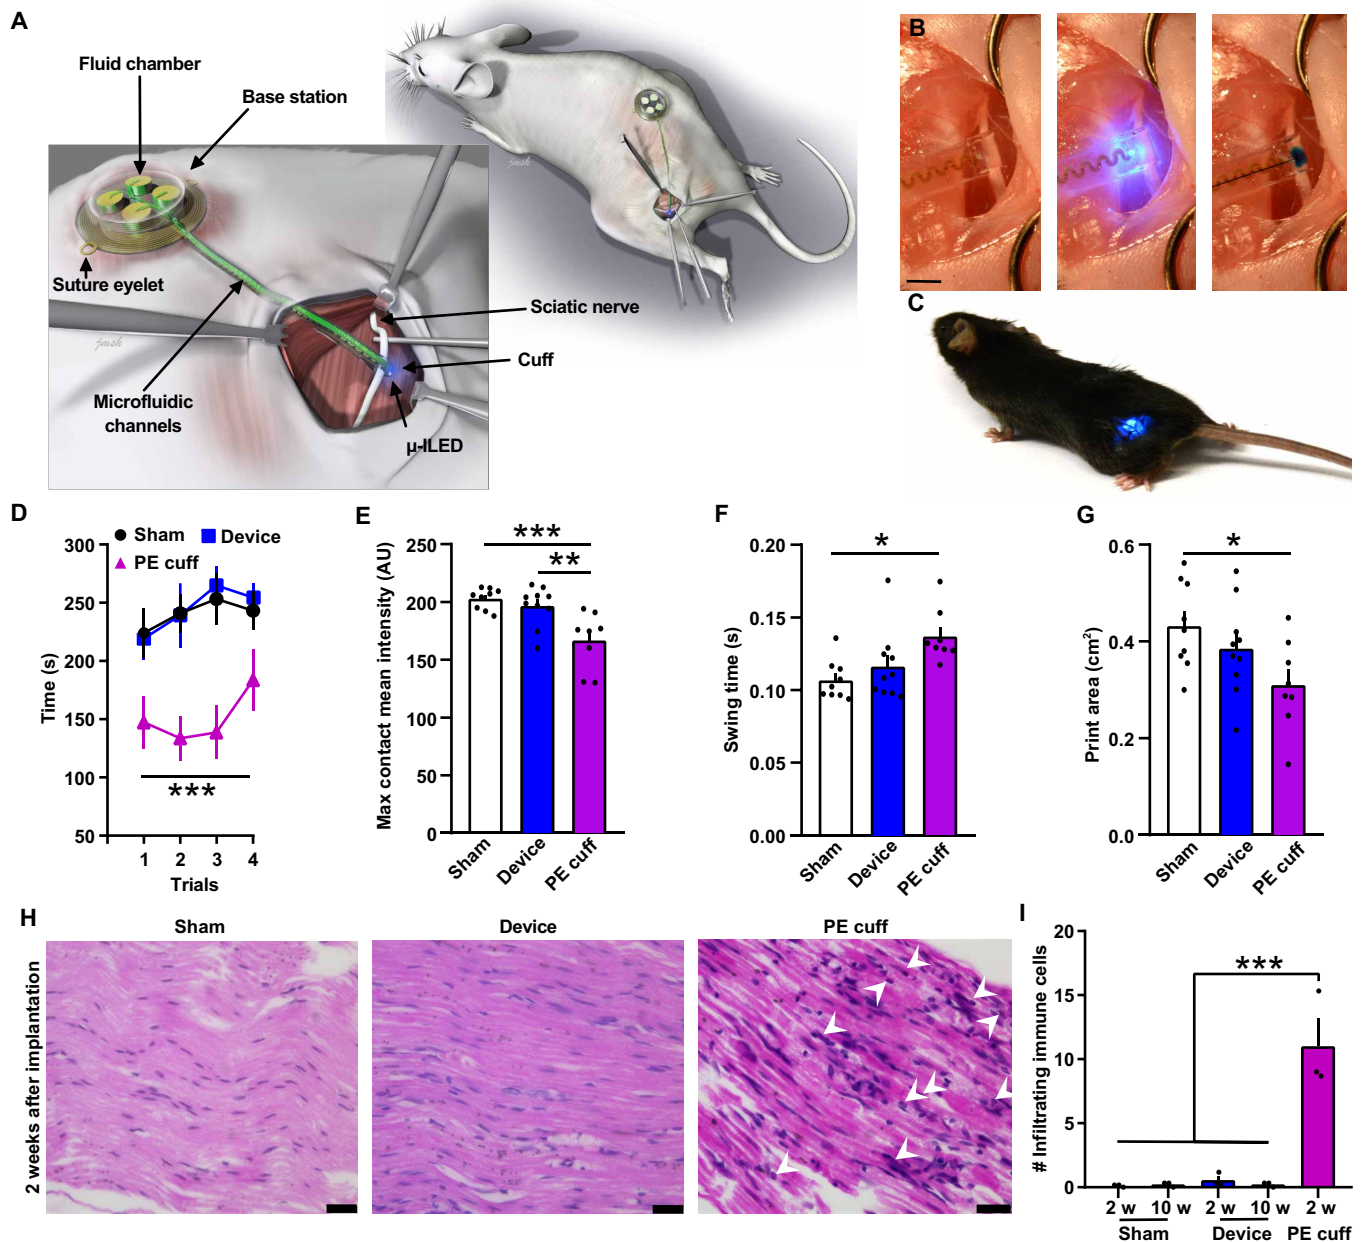 A
Fluid chamber
Base station
Suture eyelet
Sciatic nerve
Cuff
Microfluidic
channels
µ-ILED
jmsh
jmsh
B
C
D
Sham
Device
PE cuff
Time (s)
300
250
200
150
100
50
***
1 2 3 4
Trials
E
Max contact mean intensity (AU)
250
200
150
100
50
0
***
**
Sham
Device
PE cuff
F
Swing time (s)
0.20
0.15
0.10
0.05
0.00
*
Sham
Device
PE cuff
G
Print area (cm²)
0.6
0.4
0.2
0.0
*
Sham
Device
PE cuff
H
Sham
Device
PE cuff
2 weeks after implantation
I
# Infiltrating immune cells
20
15
10
5
0
***
2 w 10 w 2 w 10 w 2 w
Sham Device PE cuff